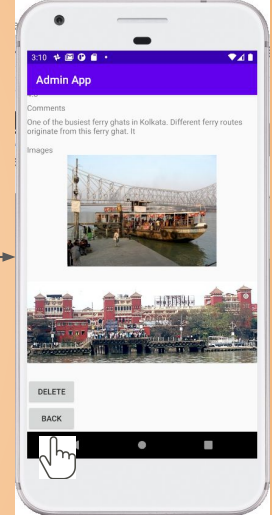 3:10
Admin App
Comments
One of the busiest ferry ghats in Kolkata. Different ferry routes
originate from this ferry ghat. It
Images
DELETE
BACK